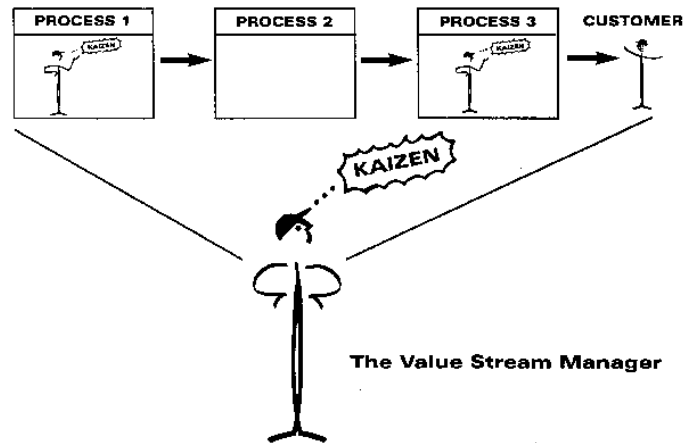 PROCESS 1
PROCESS 2
PROCESS 3
CUSTOMER
KAIZEN
KAIZEN
KAIZEN
The Value Stream Manager